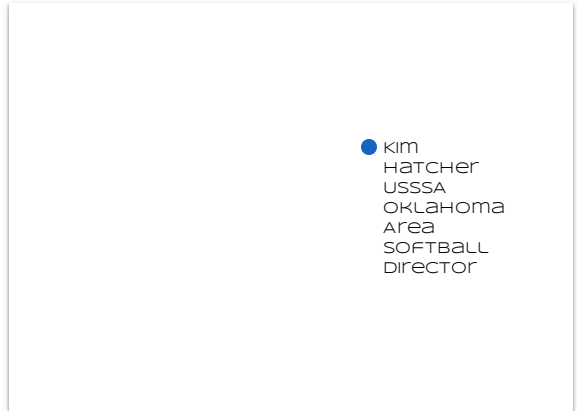 Kim
Hatcher
USSSA
Oklahoma
Area
Softball
Director